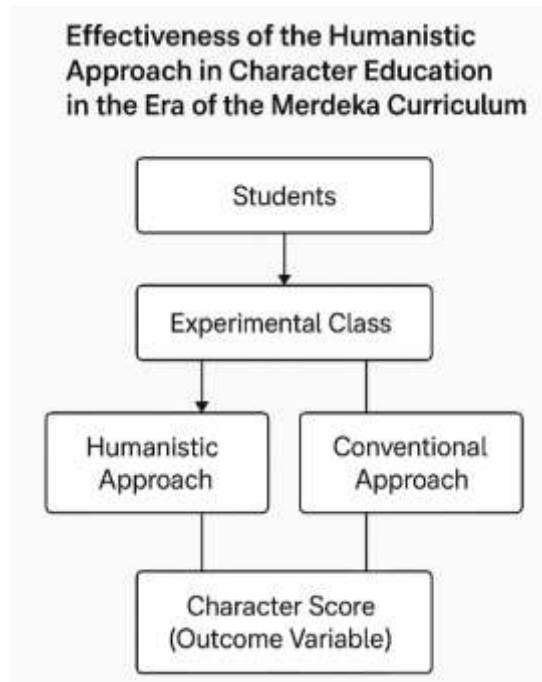 Effectiveness of the Humanistic
Approach in Character Education
in the Era of the Merdeka Curriculum
Students
Experimental Class
Humanistic
Approach
Conventional
Approach
Character Score
(Outcome Variable)